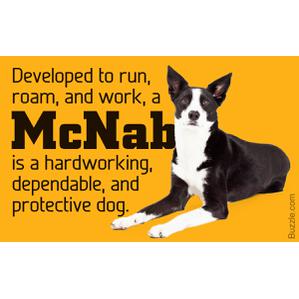 Developed to run,
roam, and work, a
McNab
is a hardworking,
dependable, and
protective dog.
Buzzle.com